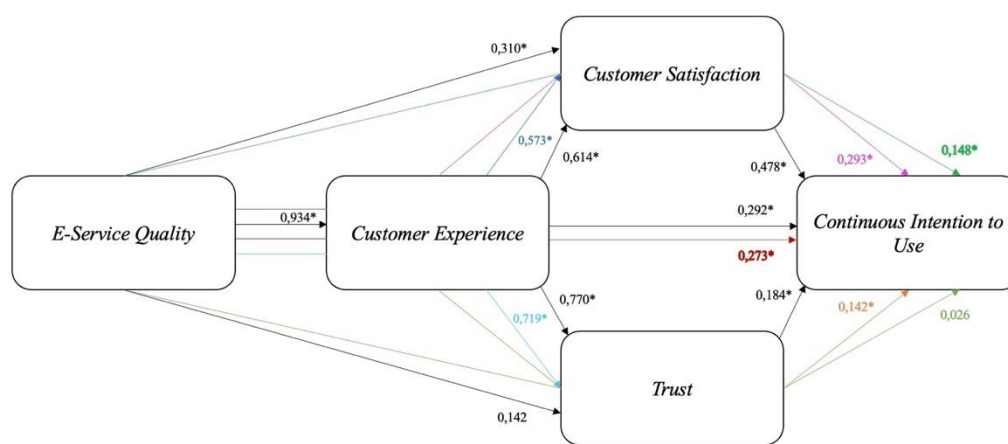 0,310*
Customer Satisfaction
0,573*
0,614*
0,148*
0,293*
0,478*
0,934*
E-Service Quality
Customer Experience
0,292*
Continuous Intention to
Use
0,273*
0,770*
0,719*
0,184*
0,142*
0,026
Trust
0,142